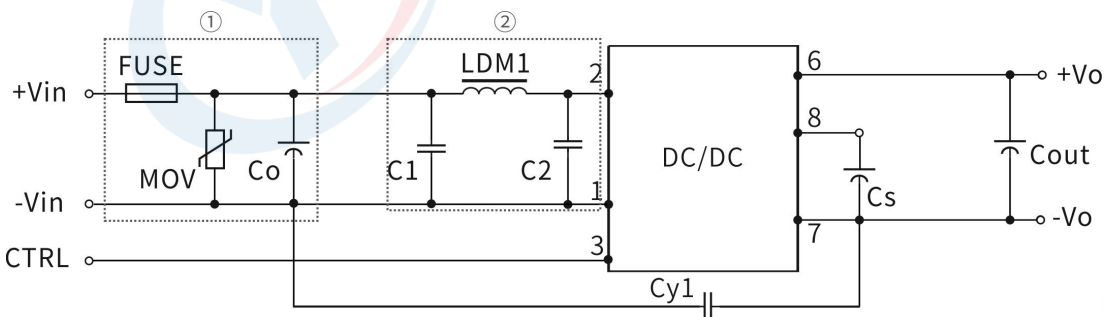 ① ②
FUSE LDM1 2 6
+Vin +Vo
8
MOV Co C1 C2 DC/DC Cout
1 Cs
-Vin 7 -Vo
3
CTRL
Cy1